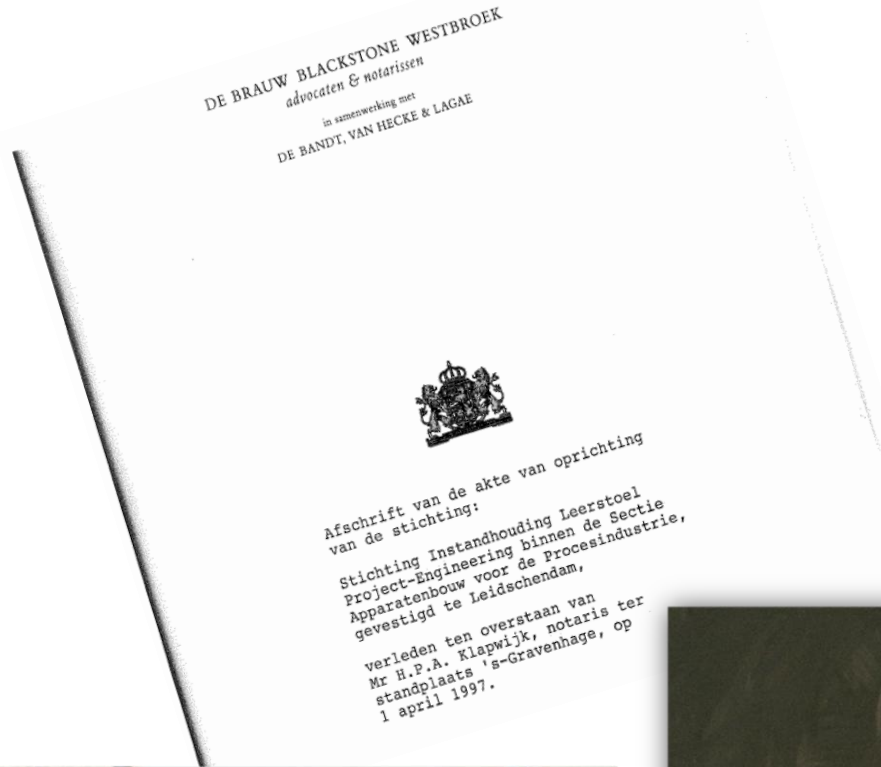 DE BRAUW BLACKSTONE WESTBROEK
advocaten & notarissen
in samenwerking met
DE BANDT, VAN HECKE & LAGAE
Afschrift van de akte van oprichting
van de stichting:
Stichting Instandhouding Leerstoel
Project-Engineering binnen de Sectie
Apparatenbouw voor de Procesindustrie,
gevestigd te Leidschendam,
verleden ten overstaan van
Mr H.P.A. Klapwijk, notaris ter
standplaats 's-Gravenhage, op
1 april 1997.